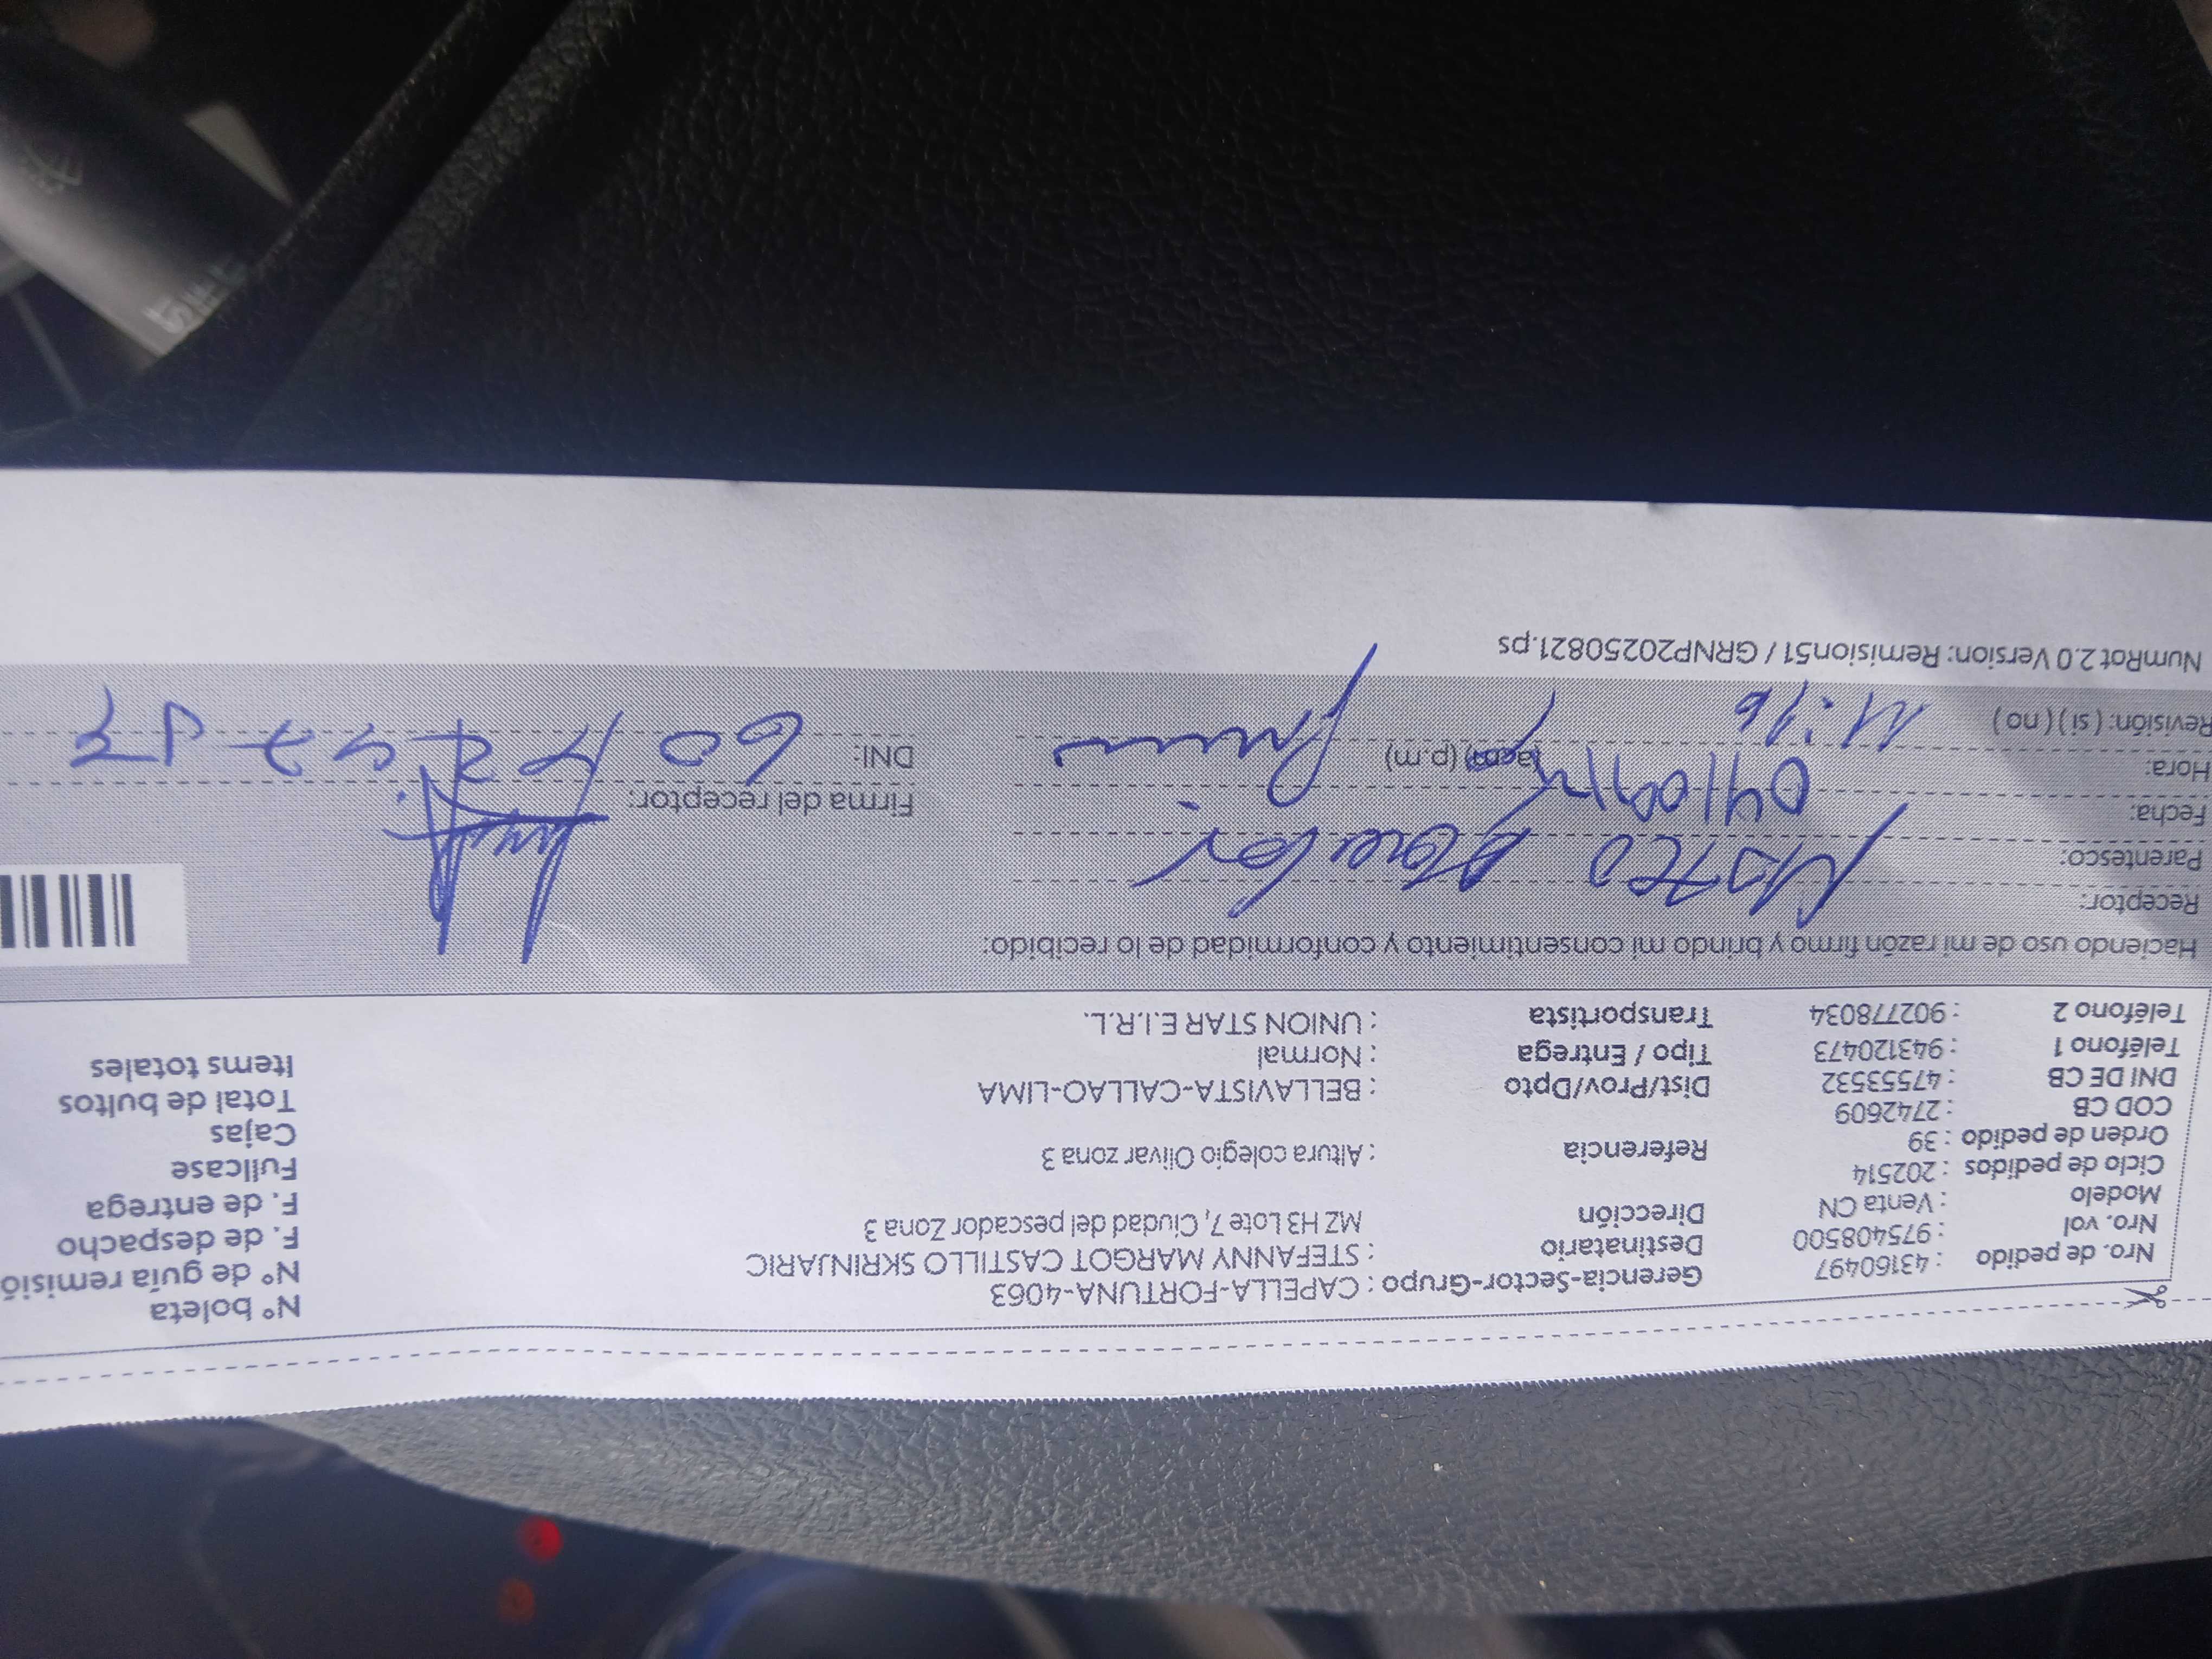 Nº boleta
Nro. de pedido : 43160497 Gerencia-Sector-Grupo : CAPELLA-FORTUNA-4063 Nº de guía remisió
Nro. vol : 975408500 Destinatario : STEFANNY MARGOT CASTILLO SKRINJARIC F. de despacho
Modelo : Venta CN Dirección MZ H3 Lote 7, Ciudad del pescador Zona 3 F. de entrega
Ciclo de pedidos : 202514 Fullcase
Orden de pedido : 39 Referencia : Altura colegio Olivar zona 3 Cajas
COD CB : 2742609 Total de bultos
DNI DE CB : 47553532 Dist/Prov/Dpto : BELLAVISTA-CALLAO-LIMA Items totales
Teléfono 1 : 943120473 Tipo / Entrega : Normal
Teléfono 2 : 902778034 Transportista : UNION STAR E.I.R.L.
Haciendo uso de mi razón firmo y brindo mi consentimiento y conformidad de lo recibido:
Receptor:
Parentesco:
Fecha: Firma del receptor:
Hora: 11:16 (a.m) (p.m) DNI:
Revisión: ( si ) ( no )
NumRot 2.0 Version: Remision51 / GRNP20250821.ps